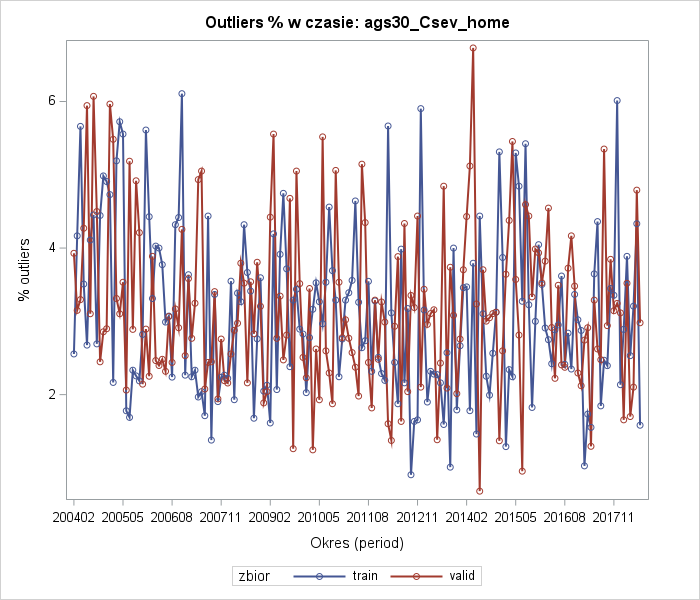 Outliers % w czasie: ags30_Csev_home
% outliers
6
4
2
200402 200505 200608 200711 200902 201005 201108 201211 201402 201505 201608 201711
Okres (period)
zbior train valid